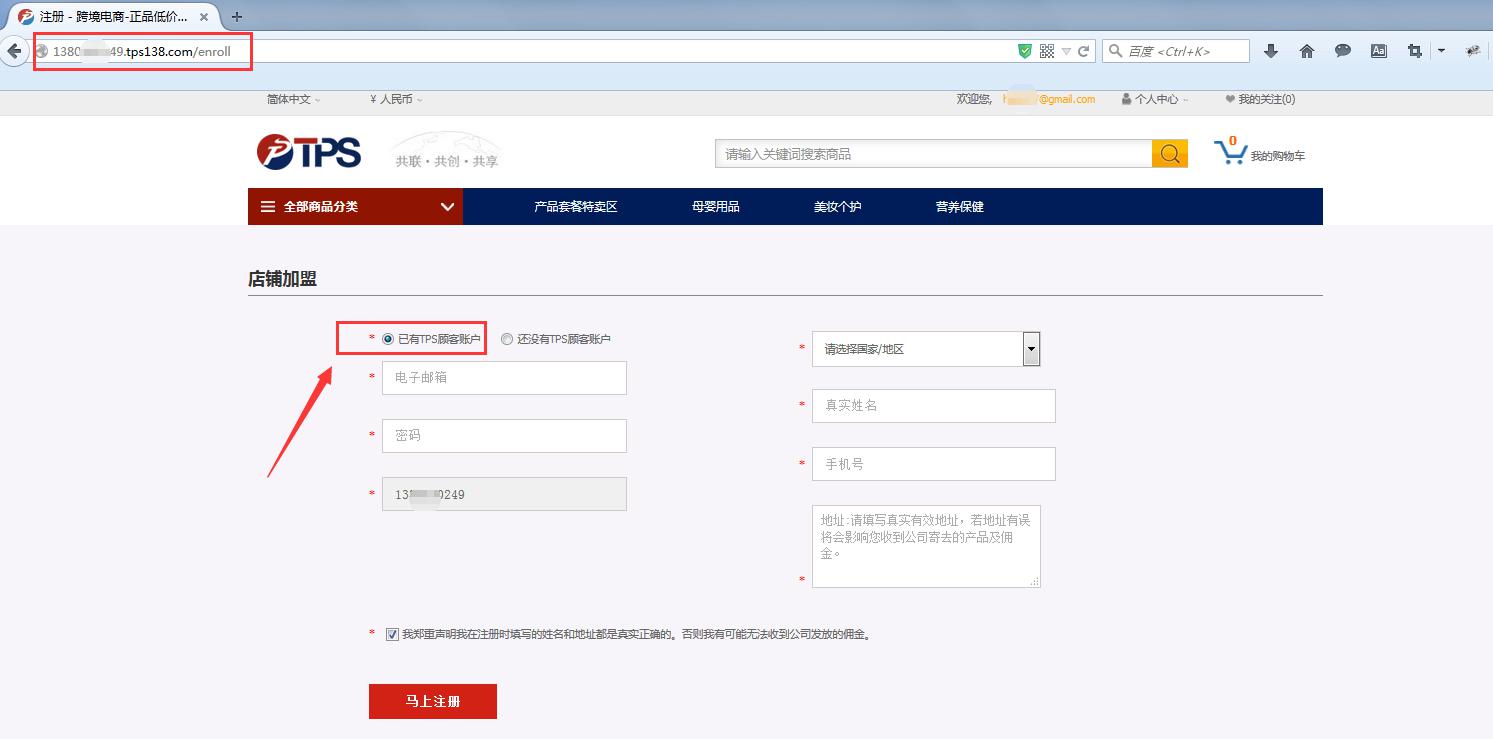 注册 - 跨境电商-正品低价...
1380 49.tps138.com/enroll
百度 <Ctrl+K>
简体中文
¥ 人民币
欢迎您, h @gmail.com
个人中心
我的关注(0)
TPS
共联·共创·共享
请输入关键词搜索商品
0
我的购物车
全部商品分类
产品套餐特卖区
母婴用品
美妆个护
营养保健
店铺加盟
* 已有TPS顾客账户
还没有TPS顾客账户
* 请选择国家/地区
* 电子邮箱
* 真实姓名
* 密码
* 手机号
* 13 0249
地址:请填写真实有效地址，若地址有误
将会影响您收到公司寄去的产品及佣
金。
*
* 我郑重声明我在注册时填写的姓名和地址都是真实正确的。否则我有可能无法收到公司发放的佣金。
马上注册